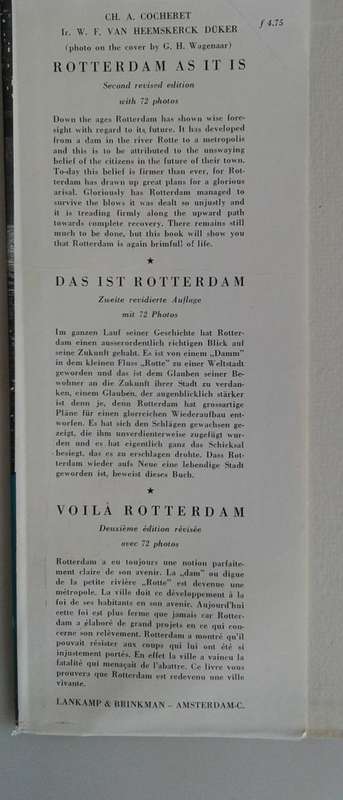 CH. A. COCHERET
Ir. W. F. VAN HEEMSKERCK DÜKER
f 4.75
(photo on the cover by G. H. Wagenaar)
ROTTERDAM AS IT IS
Second revised edition
with 72 photos
Down the ages Rotterdam has shown wise fore-
sight with regard to its future. It has developed
from a dam in the river Rotte to a metropolis
and this is to be attributed to the unswaying
belief of the citizens in the future of their town.
To-day this belief is firmer than ever, for Rot-
terdam has drawn up great plans for a glorious
arisal. Gloriously has Rotterdam managed to
survive the blows it was dealt so unjustly and
it is treading firmly along the upward path
towards complete recovery. There remains still
much to be done, but this book will show you
that Rotterdam is again brimfull of life.
★
DAS IST ROTTERDAM
Zweite revidierte Auflage
mit 72 Photos
Im ganzen Lauf seiner Geschichte hat Rotter-
dam einen ausserordentlich richtigen Blick auf
seine Zukunft gehabt. Es ist von einem „Damm”
in dem kleinen Fluss „Rotte” zu einer Weltstadt
geworden und das ist dem Glauben seiner Be-
wohner an die Zukunft ihrer Stadt zu verdan-
ken, einem Glauben, der augenblicklich stärker
ist denn je, denn Rotterdam hat grossartige
Pläne für einen glorreichen Wiederaufbau ent-
worfen. Es hat sich den Schlägen gewachsen ge-
zeigt, die ihm unverdienterweise zugefügt wur-
den und es hat eigentlich ganz das Schicksal
besiegt, das es zu erschlagen drohte. Dass Rot-
terdam wieder aufs Neue eine lebendige Stadt
geworden ist, beweist dieses Buch.
★
VOILÀ ROTTERDAM
Deuxième édition révisée
avec 72 photos
Rotterdam a eu toujours une notion parfaite-
ment claire de son avenir. La „dam” ou digue
de la petite rivière „Rotte” est devenue une
métropole. La ville doit ce développement à la
foi de ses habitants en son avenir. Aujourd'hui
cette foi est plus ferme que jamais car Rotter-
dam a élaboré de grand projets en ce qui con-
cerne son relèvement. Rotterdam a montré qu'il
pouvait résister aux coups qui lui ont été si
injustement portés. En effet la ville a vaincu la
fatalité qui menaçait de l'abattre. Ce livre vous
prouvera que Rotterdam est redevenu une ville
vivante.
LANKAMP & BRINKMAN – AMSTERDAM-C.